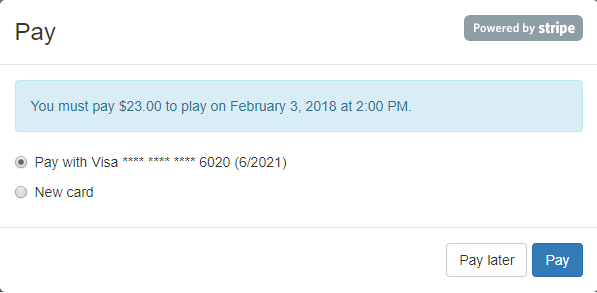 Pay
Powered by stripe
You must pay $23.00 to play on February 3, 2018 at 2:00 PM.
Pay with Visa **** **** **** 6020 (6/2021)
New card
Pay later
Pay